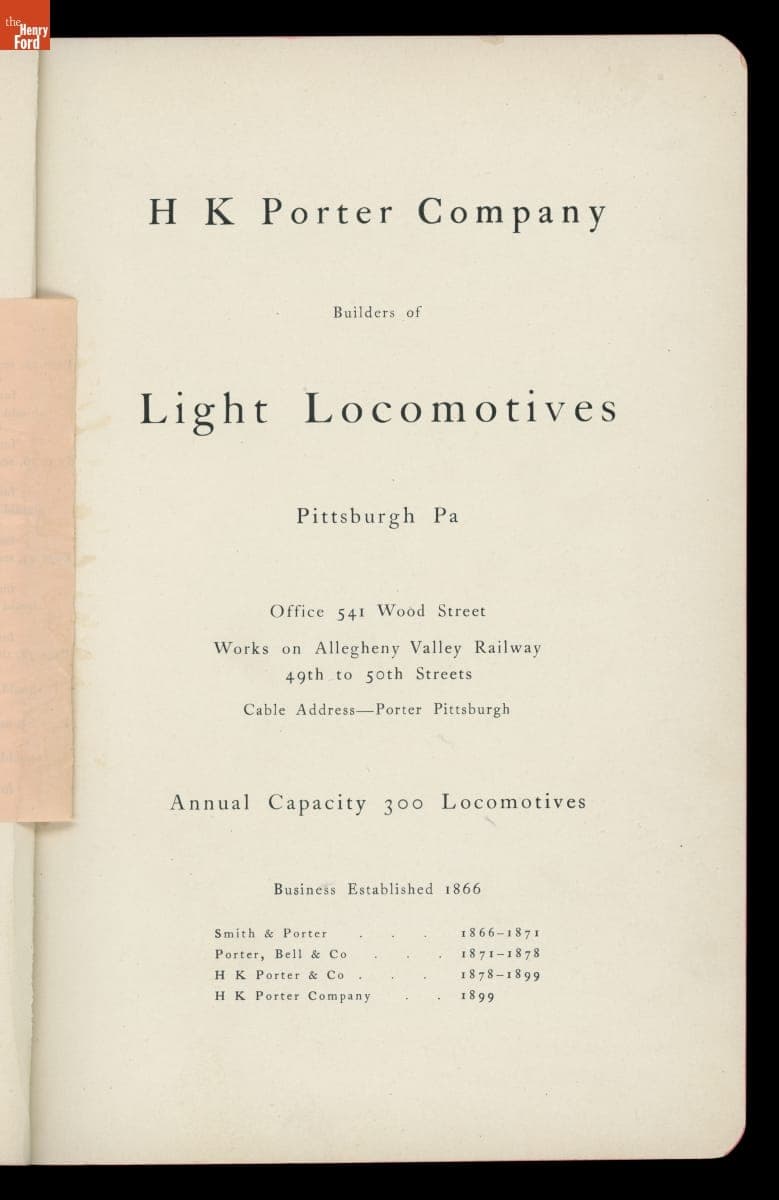 the
Henry
Ford
H K Porter Company
Builders of
Light Locomotives
Pittsburgh Pa
Office 541 Wood Street
Works on Allegheny Valley Railway
49th to 50th Streets
Cable Address—Porter Pittsburgh
Annual Capacity 300 Locomotives
Business Established 1866
Smith & Porter . . . 1866–1871
Porter, Bell & Co . . . 1871–1878
H K Porter & Co . . . 1878–1899
H K Porter Company . . 1899